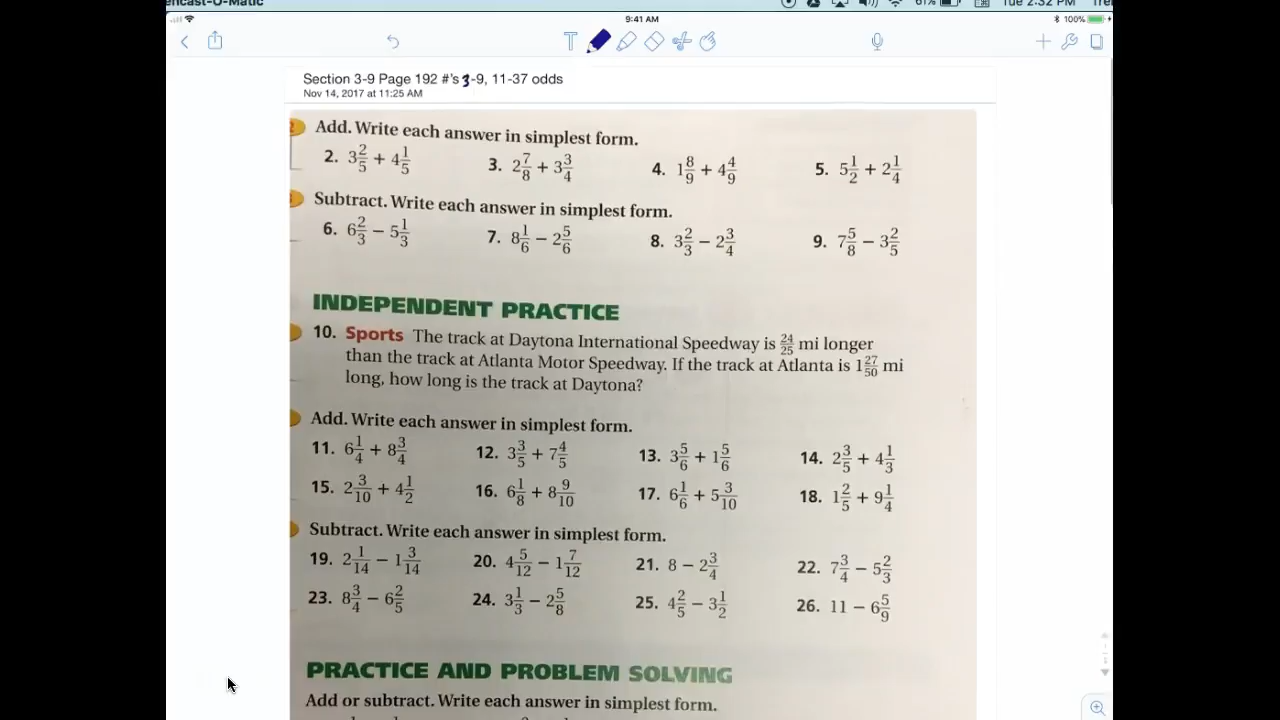 encast-O-Matic 61% Tue 2:32 PM
9:41 AM 100%
T
Section 3-9 Page 192 #'s 3-9, 11-37 odds
Nov 14, 2017 at 11:25 AM
Add. Write each answer in simplest form.
2. 3 2/5 + 4 1/5 3. 2 7/8 + 3 3/4 4. 1 8/9 + 4 4/9 5. 5 1/2 + 2 1/4
Subtract. Write each answer in simplest form.
6. 6 2/3 − 5 1/3 7. 8 1/6 − 2 5/6 8. 3 2/3 − 2 3/4 9. 7 5/8 − 3 2/5
INDEPENDENT PRACTICE
10. Sports The track at Daytona International Speedway is 24/25 mi longer
than the track at Atlanta Motor Speedway. If the track at Atlanta is 1 27/50 mi
long, how long is the track at Daytona?
Add. Write each answer in simplest form.
11. 6 1/4 + 8 3/4 12. 3 3/5 + 7 4/5 13. 3 5/6 + 1 5/6 14. 2 3/5 + 4 1/3
15. 2 3/10 + 4 1/2 16. 6 1/8 + 8 9/10 17. 6 1/6 + 5 3/10 18. 1 2/5 + 9 1/4
Subtract. Write each answer in simplest form.
19. 2 1/14 − 1 3/14 20. 4 5/12 − 1 7/12 21. 8 − 2 3/4 22. 7 3/4 − 5 2/3
23. 8 3/4 − 6 2/5 24. 3 1/3 − 2 5/8 25. 4 2/5 − 3 1/2 26. 11 − 6 5/9
PRACTICE AND PROBLEM SOLVING
Add or subtract. Write each answer in simplest form.